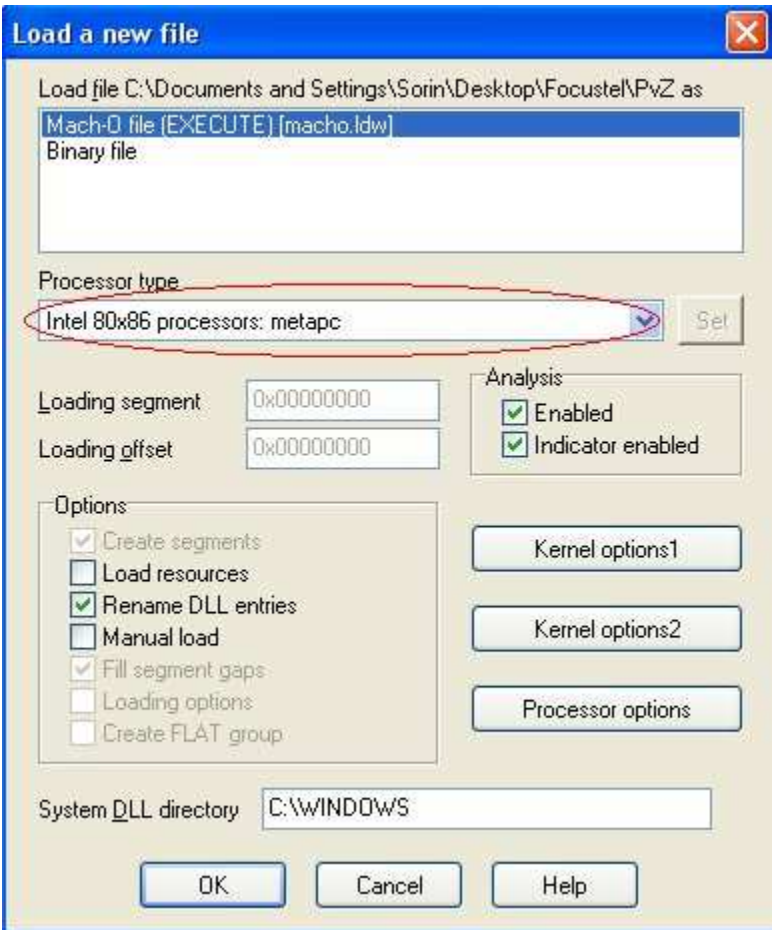 Load a new file
Load file C:\Documents and Settings\Sorin\Desktop\Focustel\PvZ as
Mach-O file (EXECUTE) [macho.ldw]
Binary file
Processor type
Intel 80x86 processors: metapc
Set
Loading segment
0x00000000
Loading offset
0x00000000
Analysis
Enabled
Indicator enabled
Options
Create segments
Load resources
Rename DLL entries
Manual load
Fill segment gaps
Loading options
Create FLAT group
Kernel options1
Kernel options2
Processor options
System DLL directory
C:\WINDOWS
OK
Cancel
Help